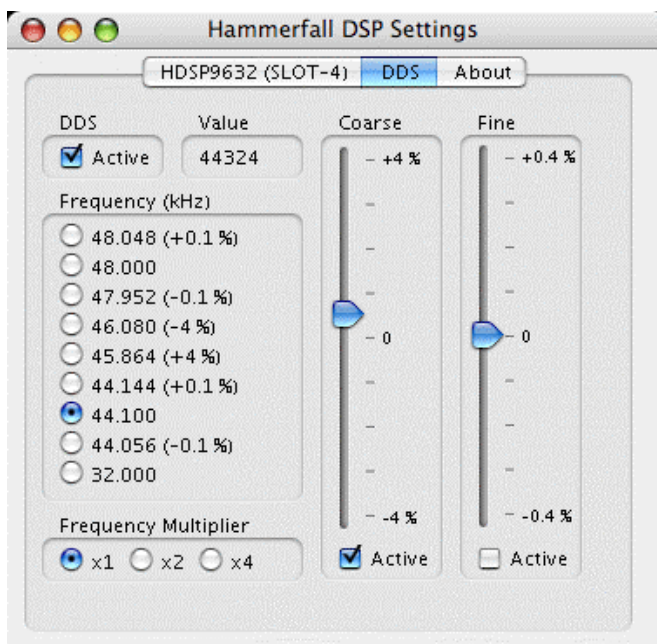 Hammerfall DSP Settings
HDSP9632 (SLOT-4) DDS About
DDS Value Coarse Fine
Active 44324
+4 % +0.4 %
Frequency (kHz)
48.048 (+0.1 %)
48.000
47.952 (-0.1 %)
46.080 (-4 %)
0 0
45.864 (+4 %)
44.144 (+0.1 %)
44.100
44.056 (-0.1 %)
32.000
-4 % -0.4 %
Frequency Multiplier
x1 x2 x4 Active Active